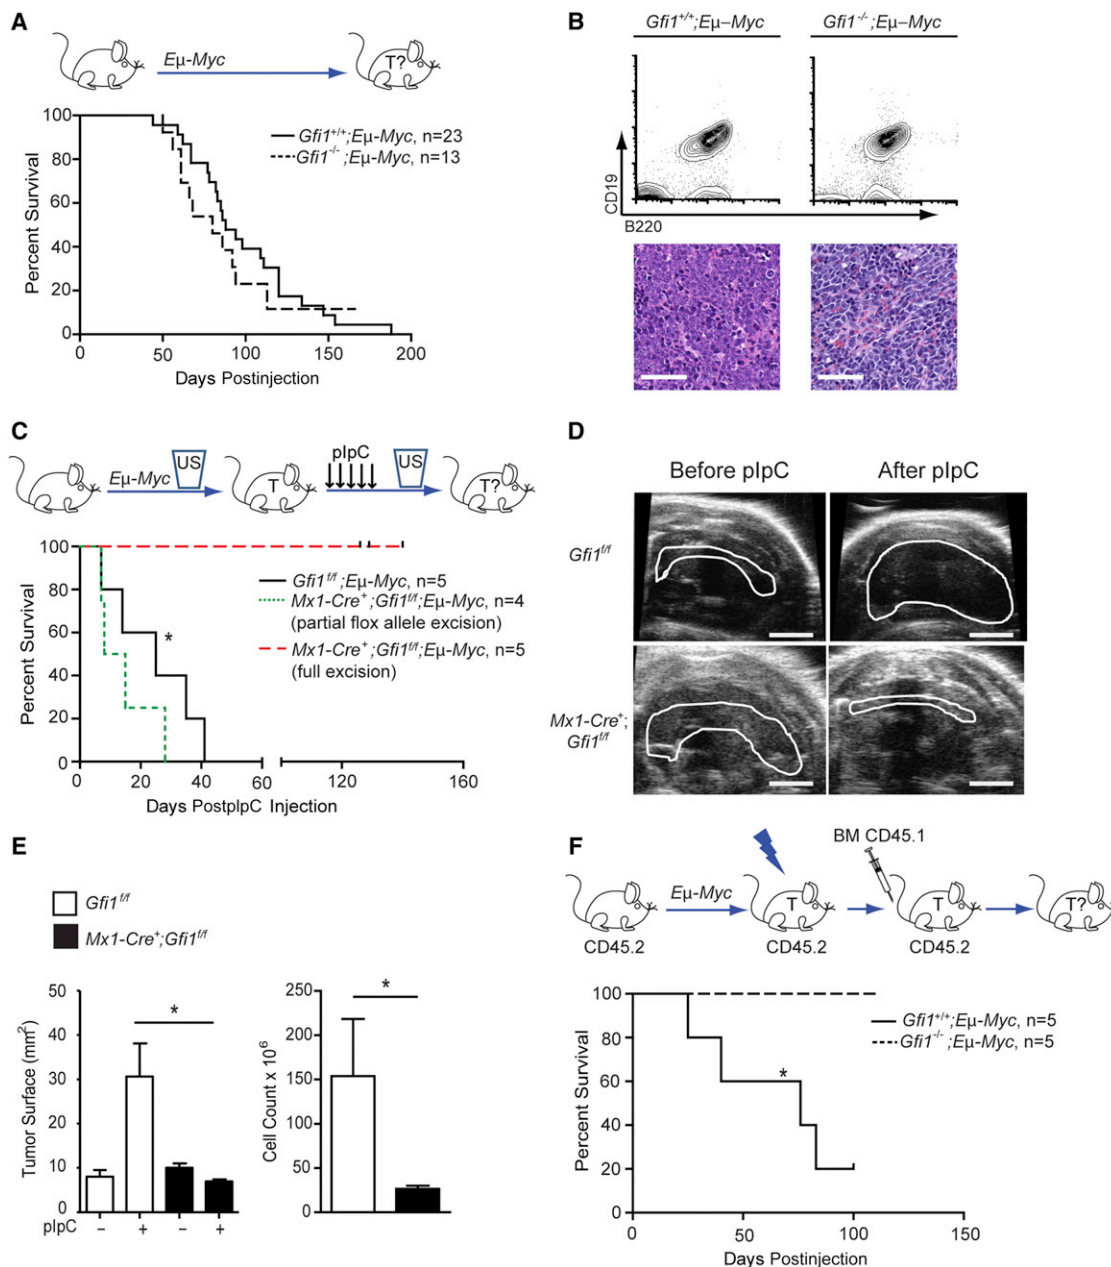 A
Eμ-Myc
T?
100
80
60
40
20
0
Percent Survival
Gfi1+/+;Eμ-Myc, n=23
Gfi1-/-;Eμ-Myc, n=13
0 50 100 150 200
Days Postinjection
B
Gfi1+/+;Eμ–Myc Gfi1-/-;Eμ–Myc
CD19
B220
C
Eμ-Myc
US
T
pIpC
US
T?
100
80
60
40
20
0
Percent Survival
*
Gfi1f/f;Eμ-Myc, n=5
Mx1-Cre+;Gfi1f/f;Eμ-Myc, n=4
(partial flox allele excision)
Mx1-Cre+;Gfi1f/f;Eμ-Myc, n=5
(full excision)
0 20 40 60 120 160
Days PostpIpC Injection
D
Before pIpC After pIpC
Gfi1f/f
Mx1-Cre+;
Gfi1f/f
E
Gfi1f/f
Mx1-Cre+;Gfi1f/f
50
40
30
20
10
0
Tumor Surface (mm2)
*
pIpC – + – +
250
200
150
100
50
0
Cell Count x 106
*
F
BM CD45.1
Eμ-Myc
T T T?
CD45.2 CD45.2 CD45.2
100
80
60
40
20
0
Percent Survival
*
Gfi1+/+;Eμ-Myc, n=5
Gfi1-/-;Eμ-Myc, n=5
0 50 100 150
Days Postinjection